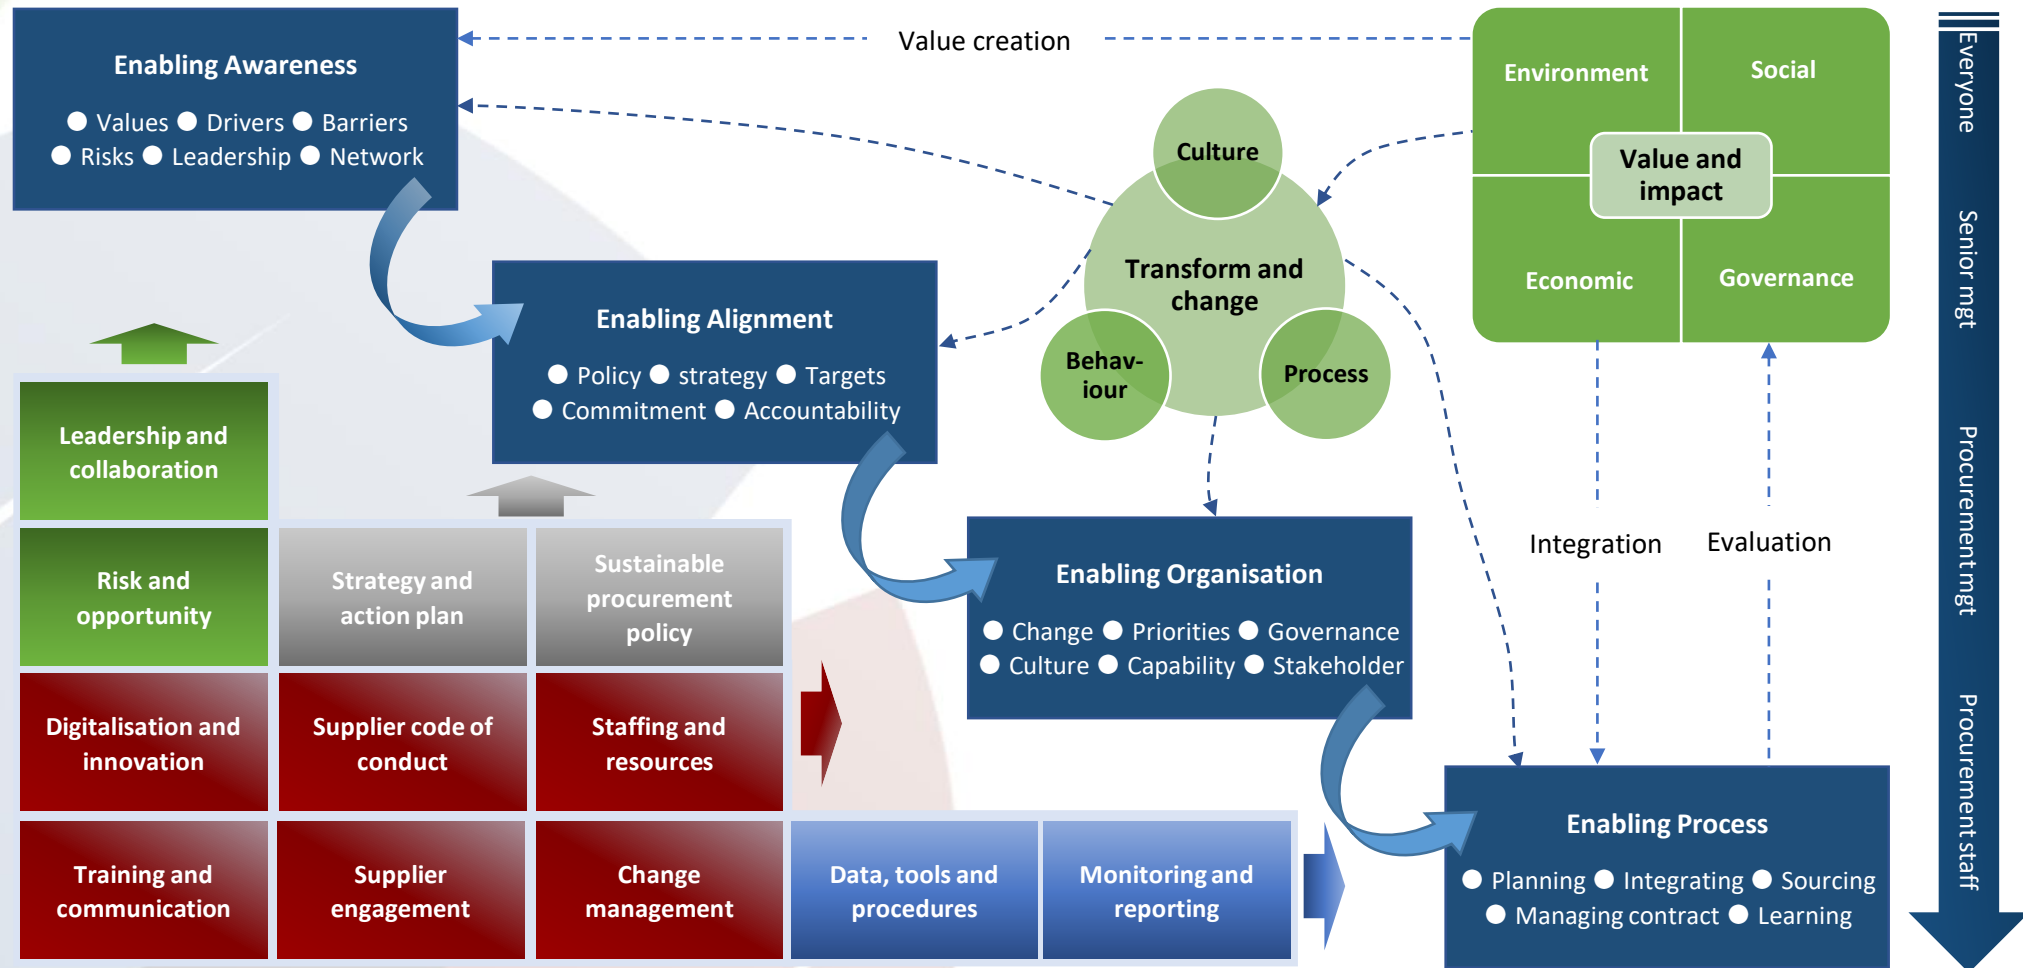 Enabling Awareness
● Values ● Drivers ● Barriers
● Risks ● Leadership ● Network
Value creation
Environment
Social
Value and
impact
Economic
Governance
Culture
Transform and
change
Behav-
iour
Process
Enabling Alignment
● Policy ● strategy ● Targets
● Commitment ● Accountability
Enabling Organisation
● Change ● Priorities ● Governance
● Culture ● Capability ● Stakeholder
Integration
Evaluation
Enabling Process
● Planning ● Integrating ● Sourcing
● Managing contract ● Learning
Leadership and
collaboration
Risk and
opportunity
Strategy and
action plan
Sustainable
procurement
policy
Digitalisation and
innovation
Supplier code of
conduct
Staffing and
resources
Training and
communication
Supplier
engagement
Change
management
Data, tools and
procedures
Monitoring and
reporting
Everyone
Senior mgt
Procurement mgt
Procurement staff